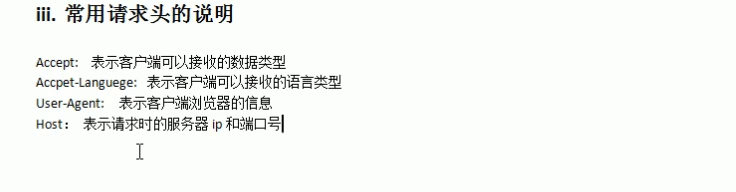 iii. 常用请求头的说明
Accept: 表示客户端可以接收的数据类型
Accpet-Languege: 表示客户端可以接收的语言类型
User-Agent: 表示客户端浏览器的信息
Host： 表示请求时的服务器 ip 和端口号